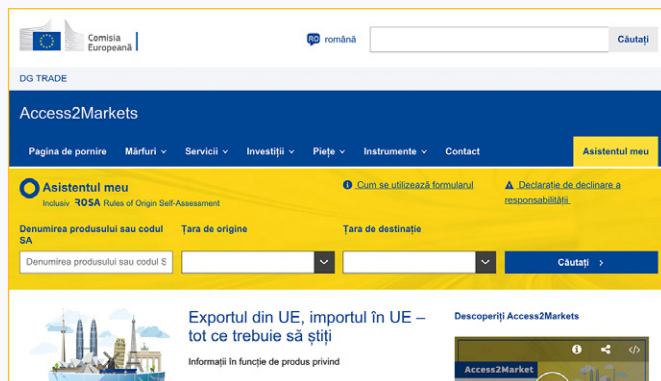 Comisia
Europeană
RO română
Căutați
DG TRADE
Access2Markets
Pagina de pornire Mărfuri Servicii Investiții Piețe Instrumente Contact Asistentul meu
Asistentul meu
Inclusiv ROSA Rules of Origin Self-Assessment
Cum se utilizează formularul
Declarație de declinare a
responsabilității
Denumirea produsului sau codul
SA
Țara de origine
Țara de destinație
Denumirea produsului sau codul S
Căutați
Exportul din UE, importul în UE –
tot ce trebuie să știți
Informații în funcție de produs privind
Descoperiți Access2Markets
Access2Market